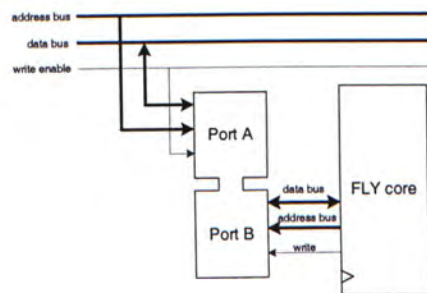 address bus
data bus
write enable
Port A
data bus
FLY core
address bus
Port B
write